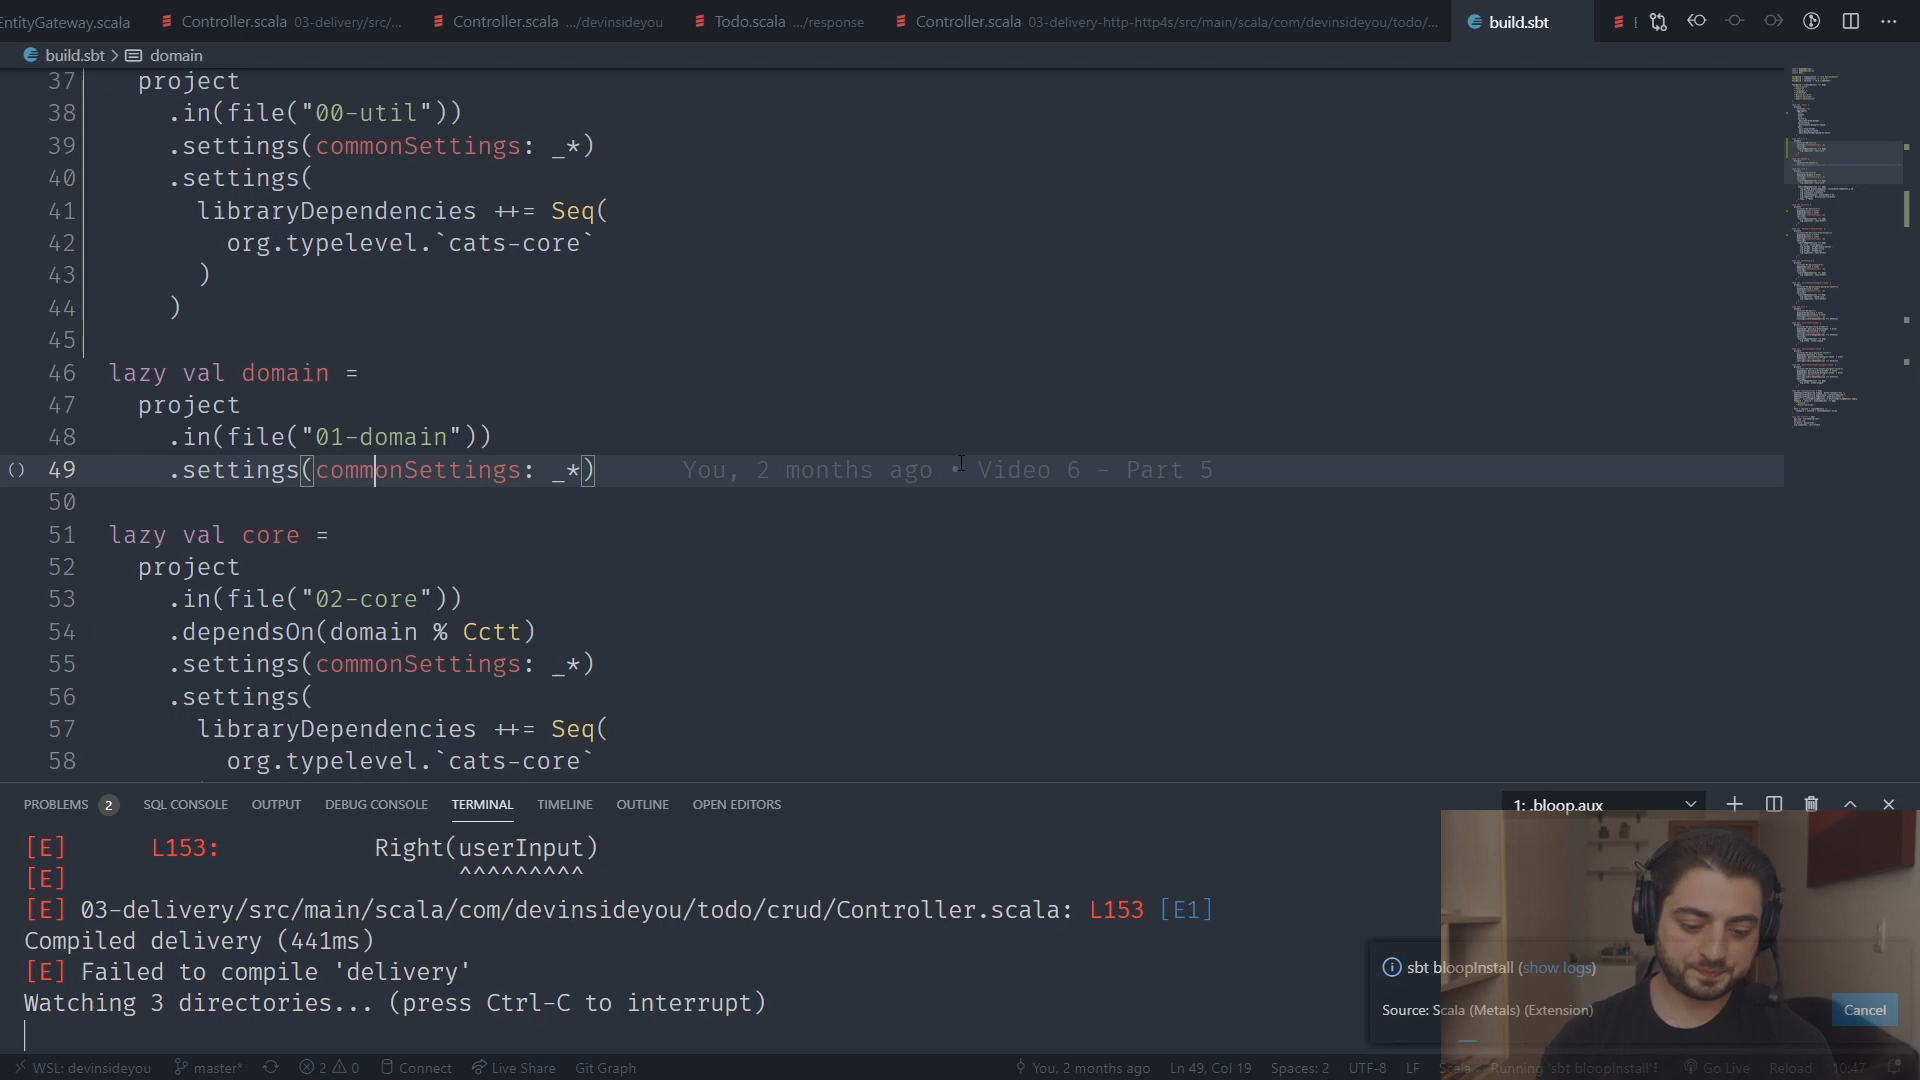 EntityGateway.scala
Controller.scala 03-delivery/src/...
Controller.scala .../devinsideyou
Todo.scala .../response
Controller.scala 03-delivery-http-http4s/src/main/scala/com/devinsideyou/todo/...
build.sbt
build.sbt > domain
37 project
38 .in(file("00-util"))
39 .settings(commonSettings: _*)
40 .settings(
41 libraryDependencies ++= Seq(
42 org.typelevel.`cats-core`
43 )
44 )
45
46 lazy val domain =
47 project
48 .in(file("01-domain"))
49 .settings(commonSettings: _*) You, 2 months ago • Video 6 - Part 5
50
51 lazy val core =
52 project
53 .in(file("02-core"))
54 .dependsOn(domain % Cctt)
55 .settings(commonSettings: _*)
56 .settings(
57 libraryDependencies ++= Seq(
58 org.typelevel.`cats-core`
PROBLEMS 2 SQL CONSOLE OUTPUT DEBUG CONSOLE TERMINAL TIMELINE OUTLINE OPEN EDITORS 1: .bloop.aux
[E] L153: Right(userInput)
[E] ^^^^^^^^^
[E] 03-delivery/src/main/scala/com/devinsideyou/todo/crud/Controller.scala: L153 [E1]
Compiled delivery (441ms)
[E] Failed to compile 'delivery'
Watching 3 directories... (press Ctrl-C to interrupt)
sbt bloopInstall (show logs)
Source: Scala (Metals) (Extension)
Cancel
WSL: devinsideyou master* 2 0 Connect Live Share Git Graph You, 2 months ago Ln 49, Col 19 Spaces: 2 UTF-8 LF Scala Running 'sbt bloopInstall' Go Live Reload 10:47